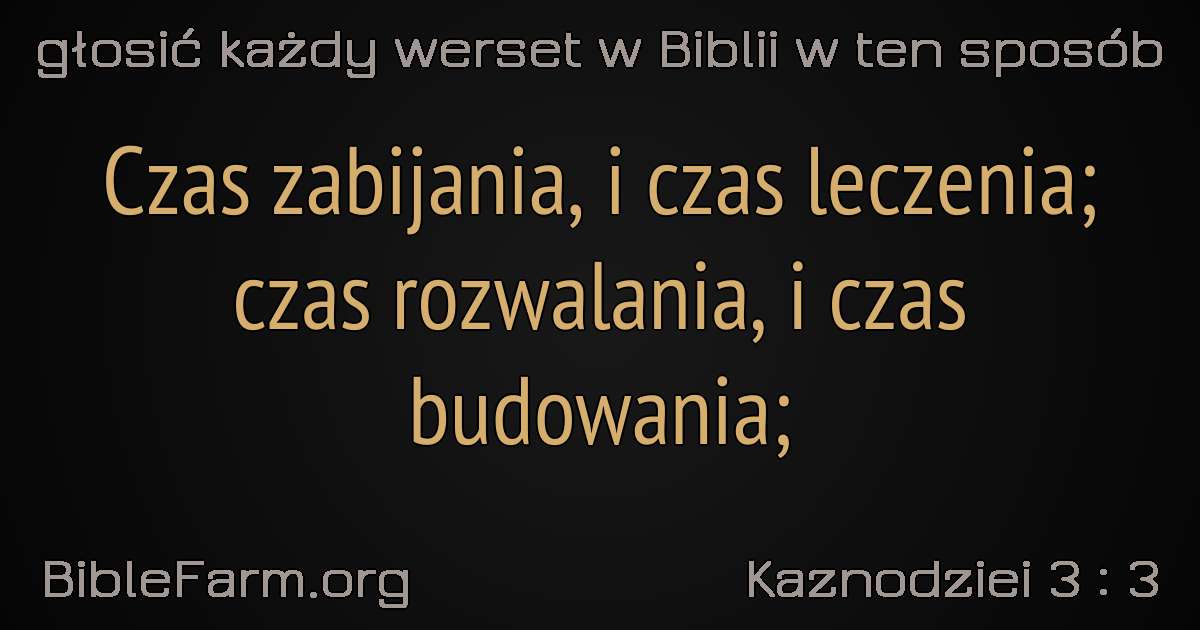 głosić każdy werset w Biblii w ten sposób
Czas zabijania, i czas leczenia;
czas rozwalania, i czas
budowania;
BibleFarm.org
Kaznodziei 3 : 3